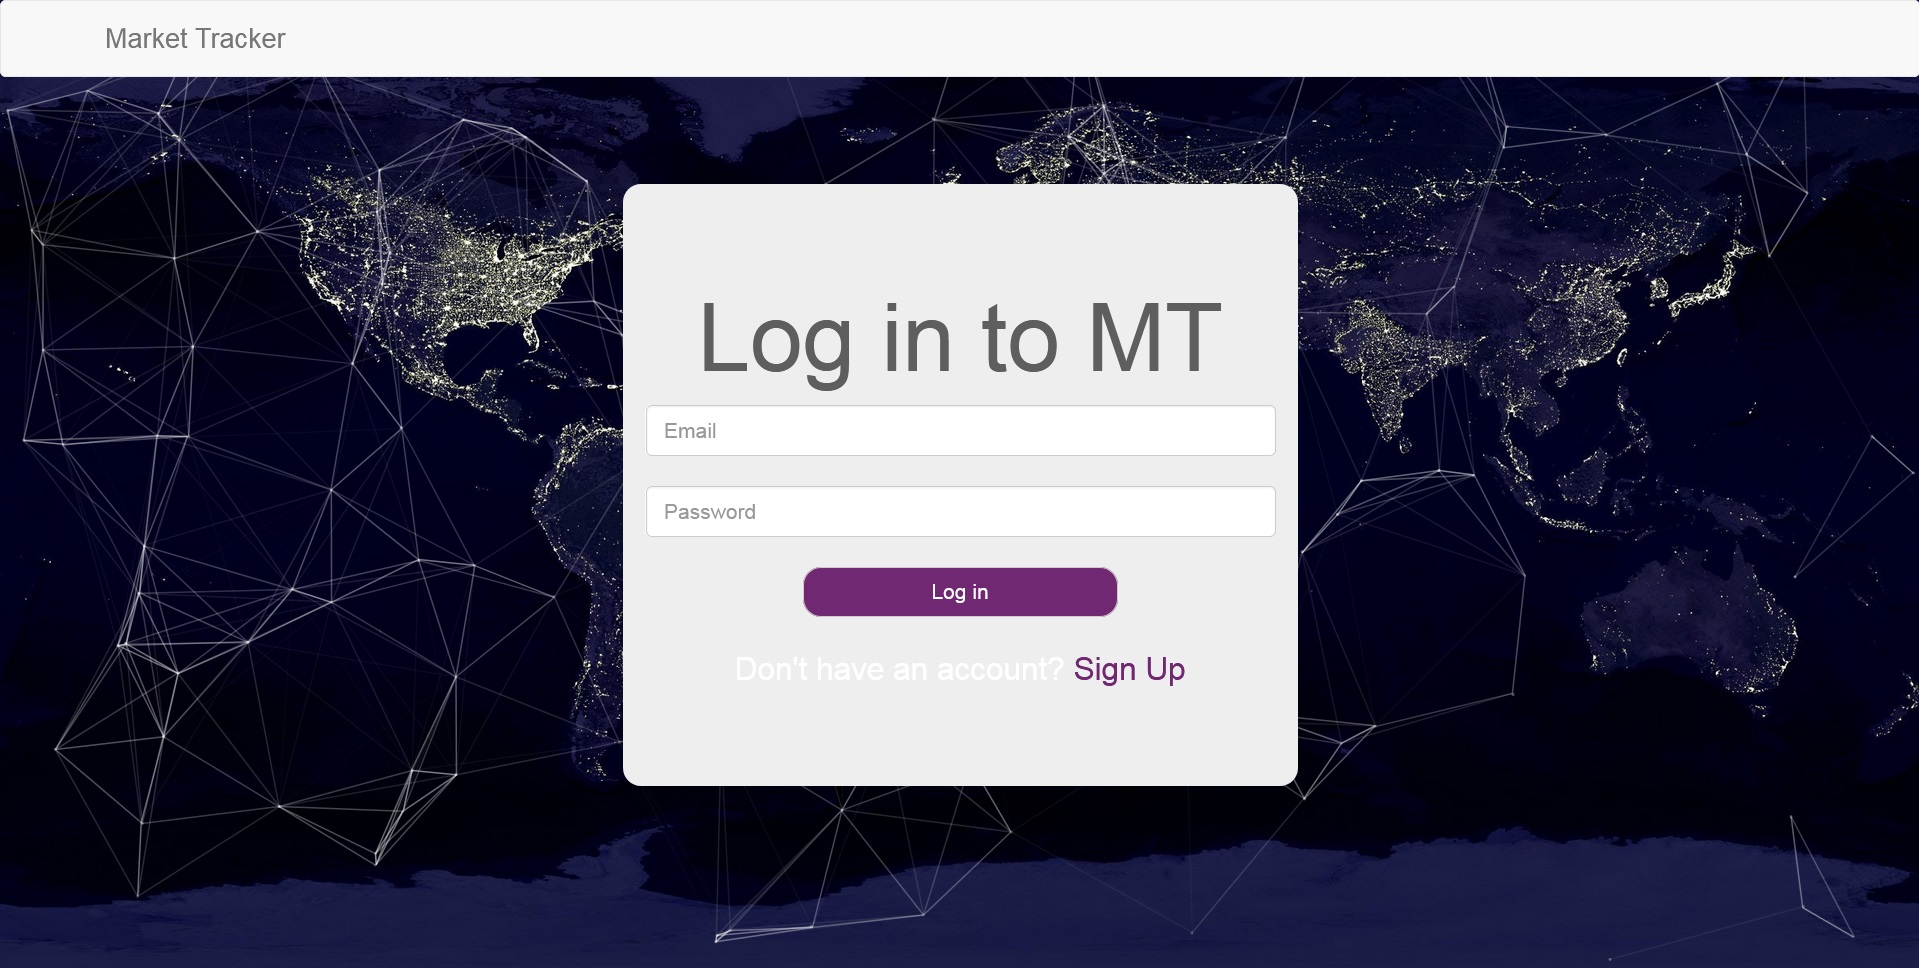 Market Tracker
Log in to MT
Email
Password
Log in
Don't have an account? Sign Up